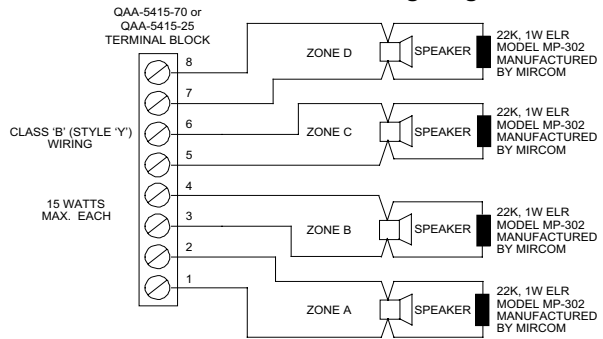 QAA-5415-70 or
QAA-5415-25
TERMINAL BLOCK
8
7
6
5
4
3
2
1
CLASS 'B' (STYLE 'Y')
WIRING
15 WATTS
MAX. EACH
ZONE D
SPEAKER
22K, 1W ELR
MODEL MP-302
MANUFACTURED
BY MIRCOM
ZONE C
SPEAKER
22K, 1W ELR
MODEL MP-302
MANUFACTURED
BY MIRCOM
ZONE B
SPEAKER
22K, 1W ELR
MODEL MP-302
MANUFACTURED
BY MIRCOM
ZONE A
SPEAKER
22K, 1W ELR
MODEL MP-302
MANUFACTURED
BY MIRCOM